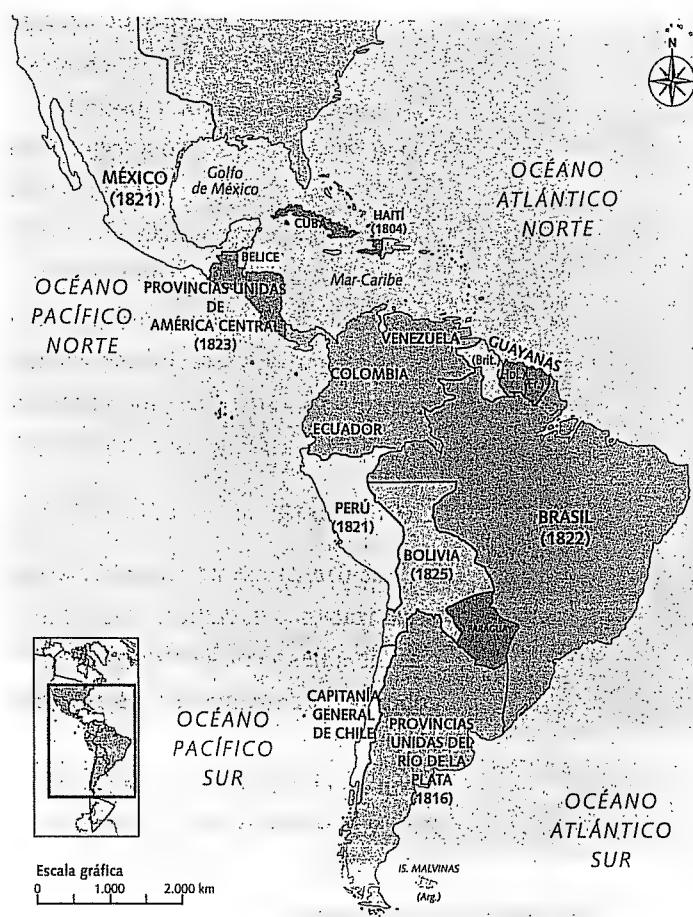 N
MÉXICO
(1821)
Golfo
de México
OCÉANO
ATLÁNTICO
NORTE
CUBA
HAITÍ
(1804)
BELICE
Mar Caribe
OCÉANO
PACÍFICO
NORTE
PROVINCIAS UNIDAS
DE
AMÉRICA CENTRAL
(1823)
VENEZUELA
GUAYANAS
(Brit.)
(Hol.)
(Fr.)
COLOMBIA
ECUADOR
PERÚ
(1821)
BRASIL
(1822)
BOLIVIA
(1825)
CAPITANÍA
GENERAL
DE CHILE
PROVINCIAS
UNIDAS DEL
RÍO DE LA
PLATA
(1816)
OCÉANO
PACÍFICO
SUR
OCÉANO
ATLÁNTICO
SUR
IS. MALVINAS
(Arg.)
Escala gráfica
0 1.000 2.000 km